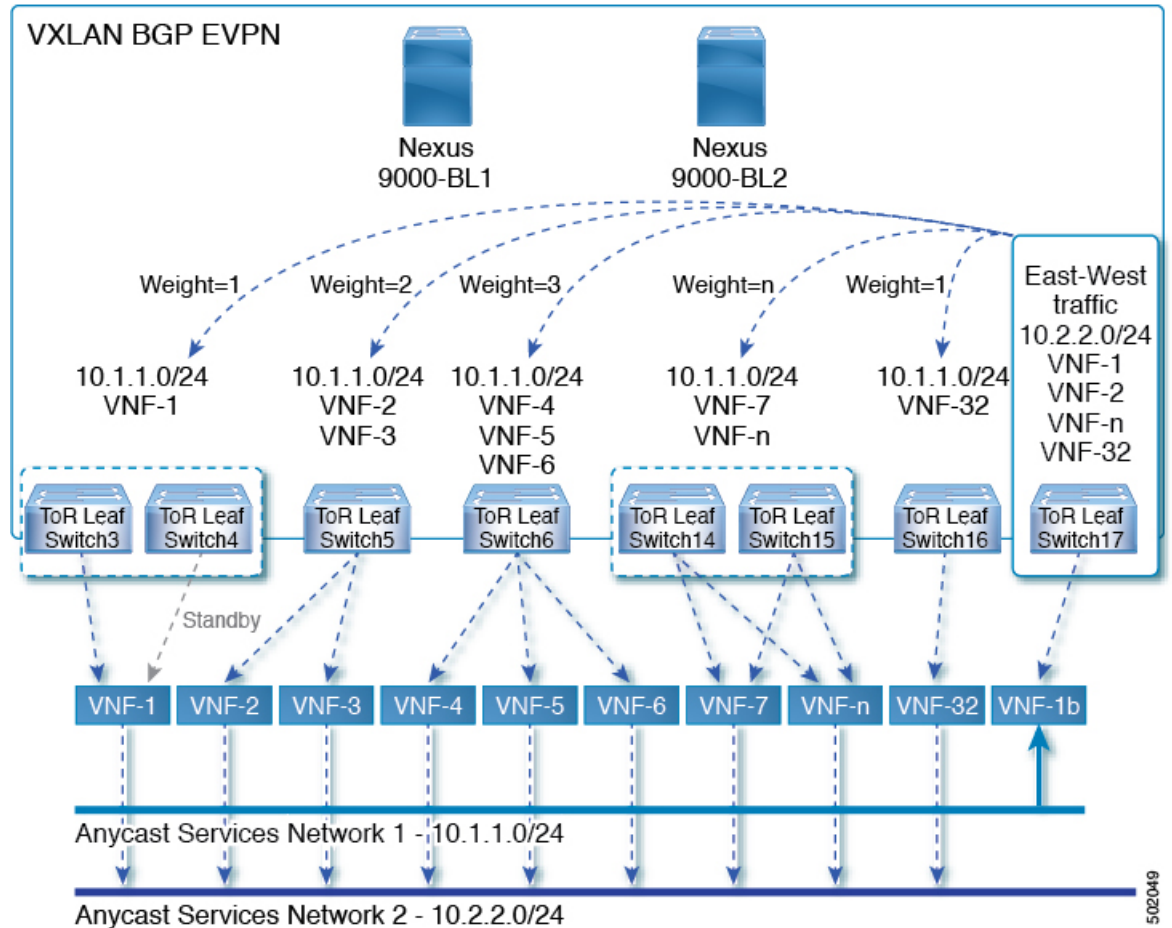 VXLAN BGP EVPN
Nexus
9000-BL1
Nexus
9000-BL2
Weight=1
Weight=2
Weight=3
Weight=n
Weight=1
10.1.1.0/24
VNF-1
10.1.1.0/24
VNF-2
VNF-3
10.1.1.0/24
VNF-4
VNF-5
VNF-6
10.1.1.0/24
VNF-7
VNF-n
10.1.1.0/24
VNF-32
East-West
traffic
10.2.2.0/24
VNF-1
VNF-2
VNF-n
VNF-32
ToR Leaf
Switch3
ToR Leaf
Switch4
ToR Leaf
Switch5
ToR Leaf
Switch6
ToR Leaf
Switch14
ToR Leaf
Switch15
ToR Leaf
Switch16
ToR Leaf
Switch17
Standby
VNF-1
VNF-2
VNF-3
VNF-4
VNF-5
VNF-6
VNF-7
VNF-n
VNF-32
VNF-1b
Anycast Services Network 1 - 10.1.1.0/24
Anycast Services Network 2 - 10.2.2.0/24
502049